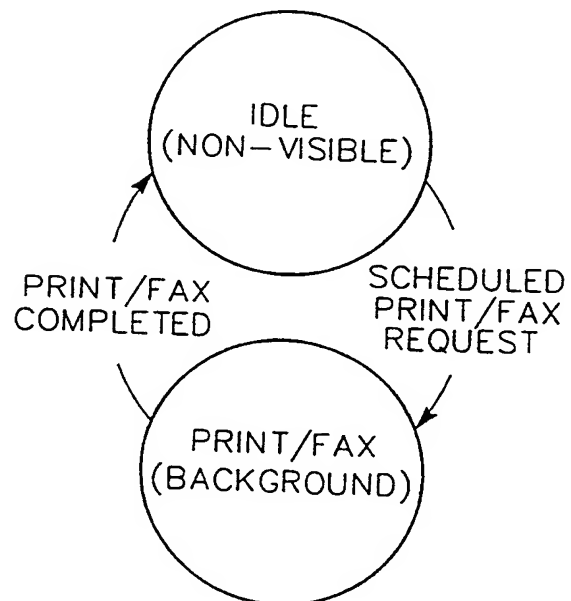 IDLE
(NON-VISIBLE)
PRINT/FAX
COMPLETED
SCHEDULED
PRINT/FAX
REQUEST
PRINT/FAX
(BACKGROUND)